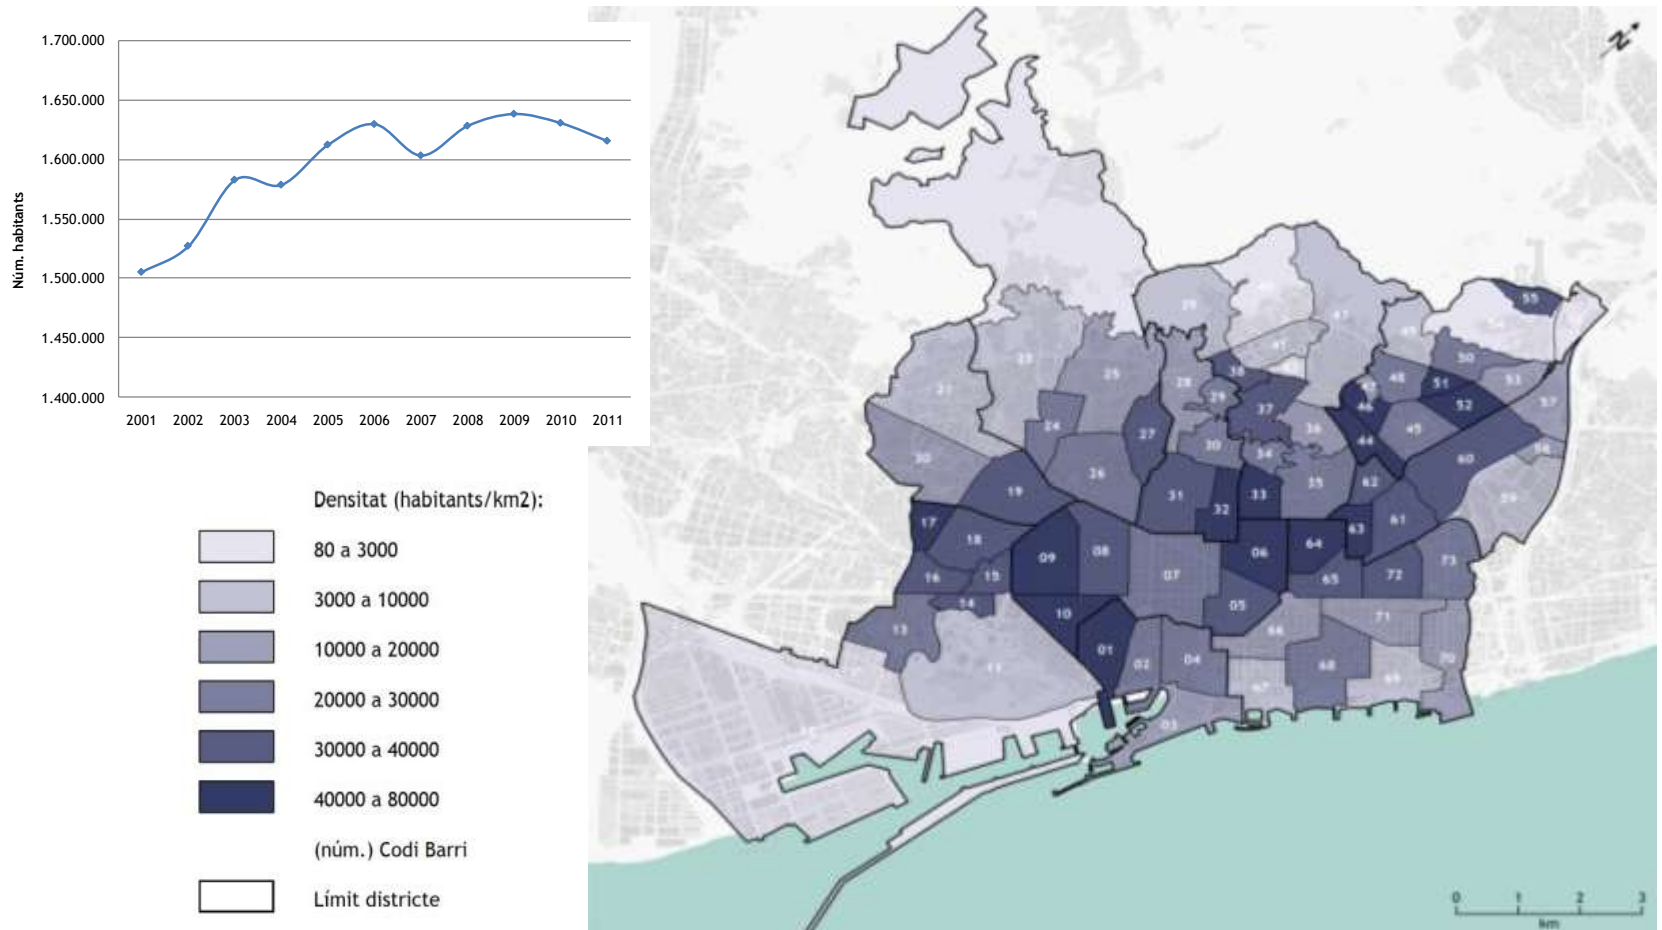 1.700.000
1.650.000
1.600.000
1.550.000
1.500.000
1.450.000
1.400.000
Núm. habitants
2001 2002 2003 2004 2005 2006 2007 2008 2009 2010 2011
Densitat (habitants/km2):
80 a 3000
3000 a 10000
10000 a 20000
20000 a 30000
30000 a 40000
40000 a 80000
(núm.) Codi Barri
Límit districte
N
55
50
38
48 51 53
25 28 29 37 46 52 57
24 27 30 36 44 45
20 26 34 60
19 31 32 33 35 62 59
17 18 61 63
09 08 06 64
16 15 07 65 72 73
14 10 05
13 01 02 04 66 71
11 68 70
67 69
03
0 1 2 3
km